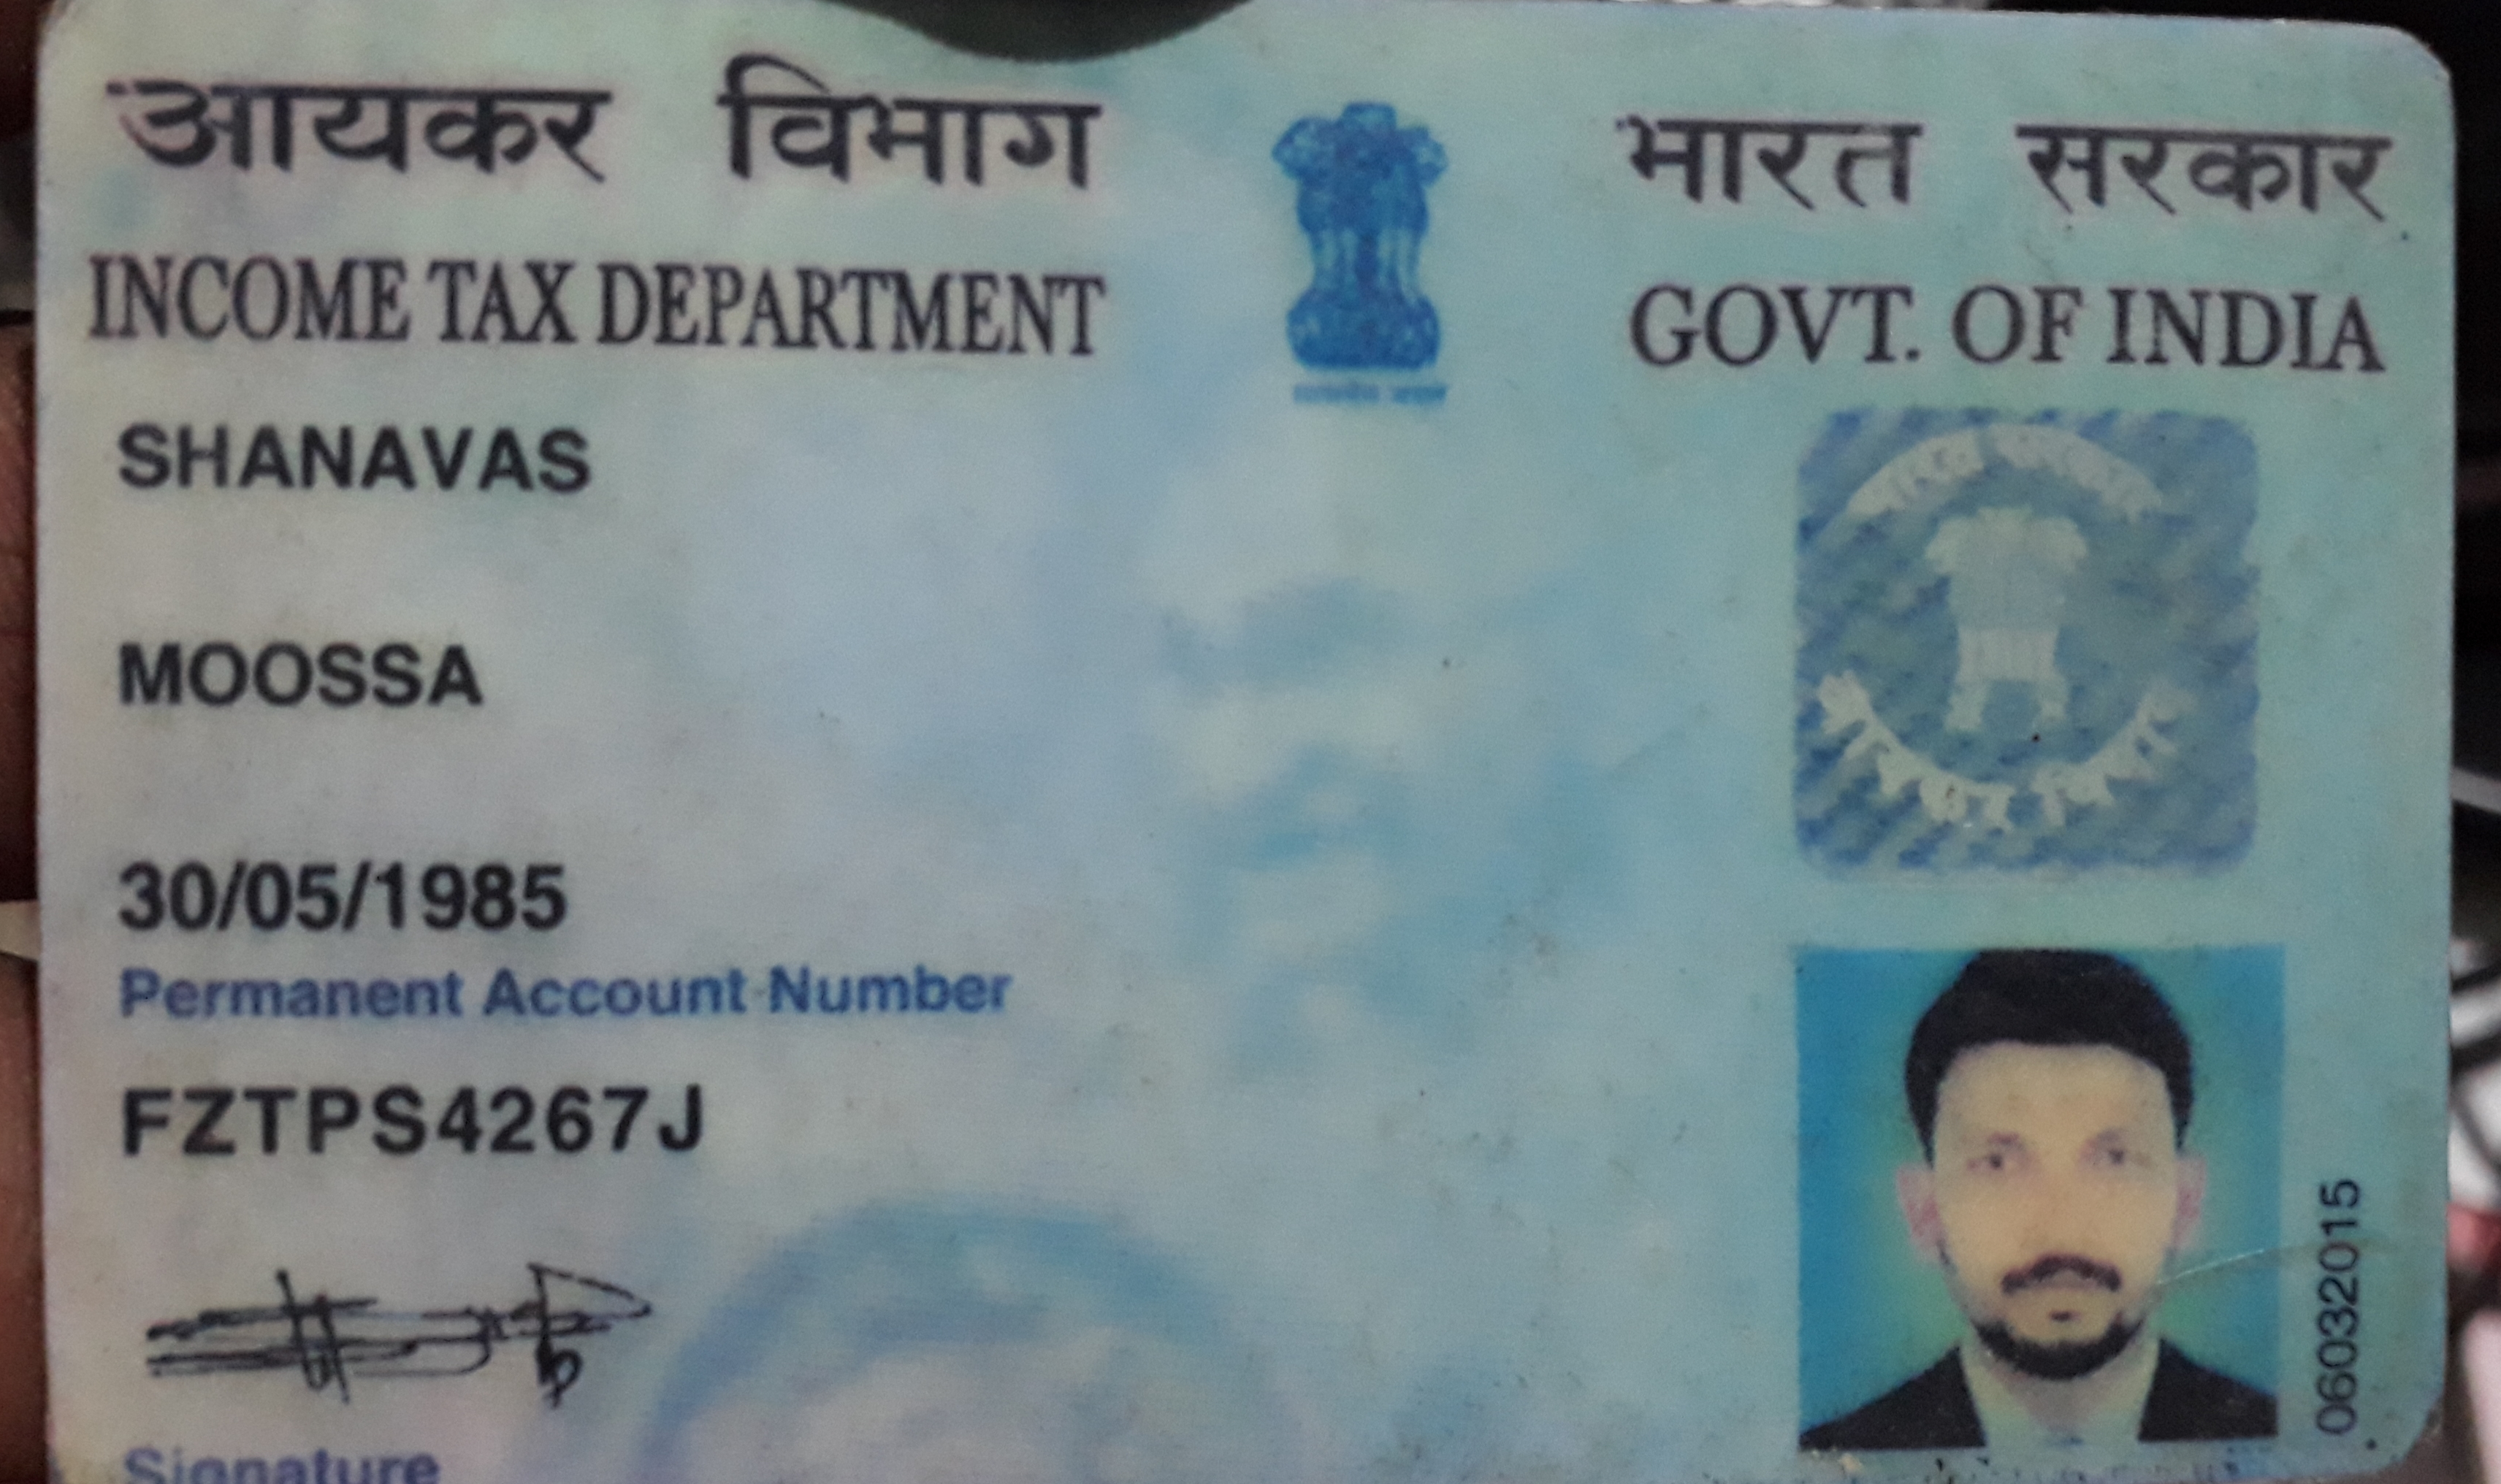 आयकर विभाग
भारत सरकार
INCOME TAX DEPARTMENT
GOVT. OF INDIA
SHANAVAS
MOOSSA
30/05/1985
Permanent Account Number
FZTPS4267J
Signature
06032015